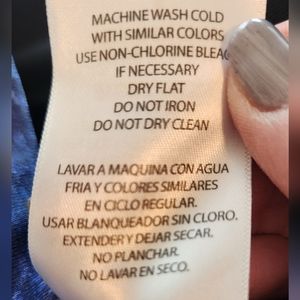 MACHINE WASH COLD
WITH SIMILAR COLORS
USE NON-CHLORINE BLEAC
IF NECESSARY
DRY FLAT
DO NOT IRON
DO NOT DRY CLEAN
LAVAR A MAQUINA CON AGUA
FRIA Y COLORES SIMILARES
EN CICLO REGULAR.
USAR BLANQUEADOR SIN CLORO.
EXTENDER Y DEJAR SECAR.
NO PLANCHAR.
NO LAVAR EN SECO.